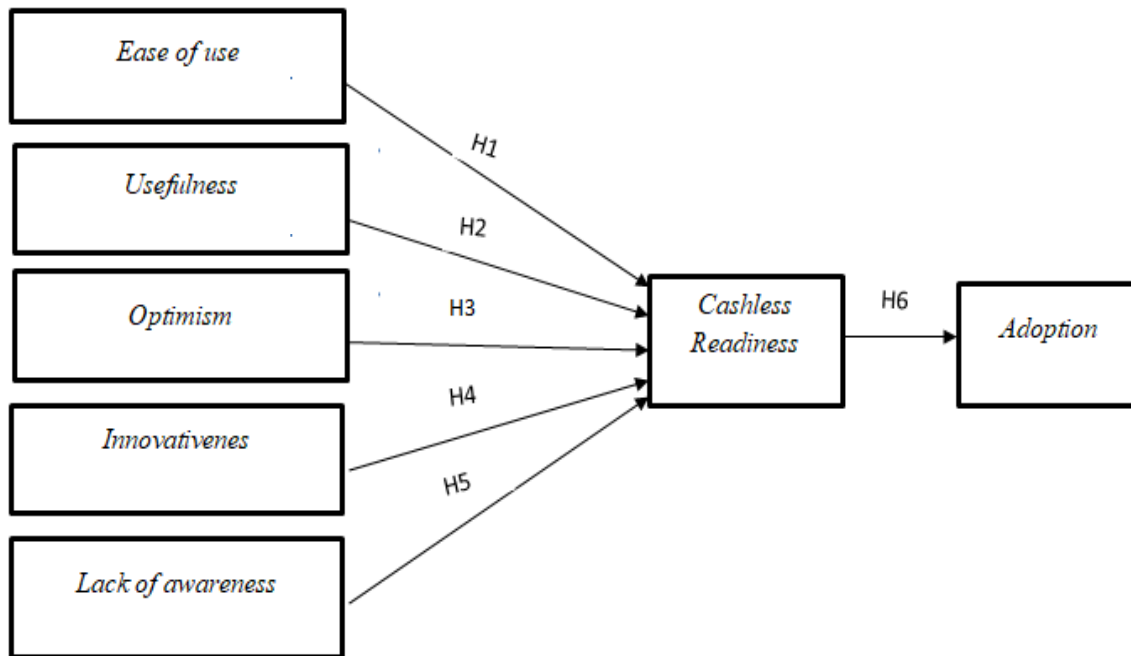 Ease of use
H1
Usefulness
H2
Optimism
H3
Innovativenes
H4
Lack of awareness
H5
Cashless
Readiness
H6
Adoption